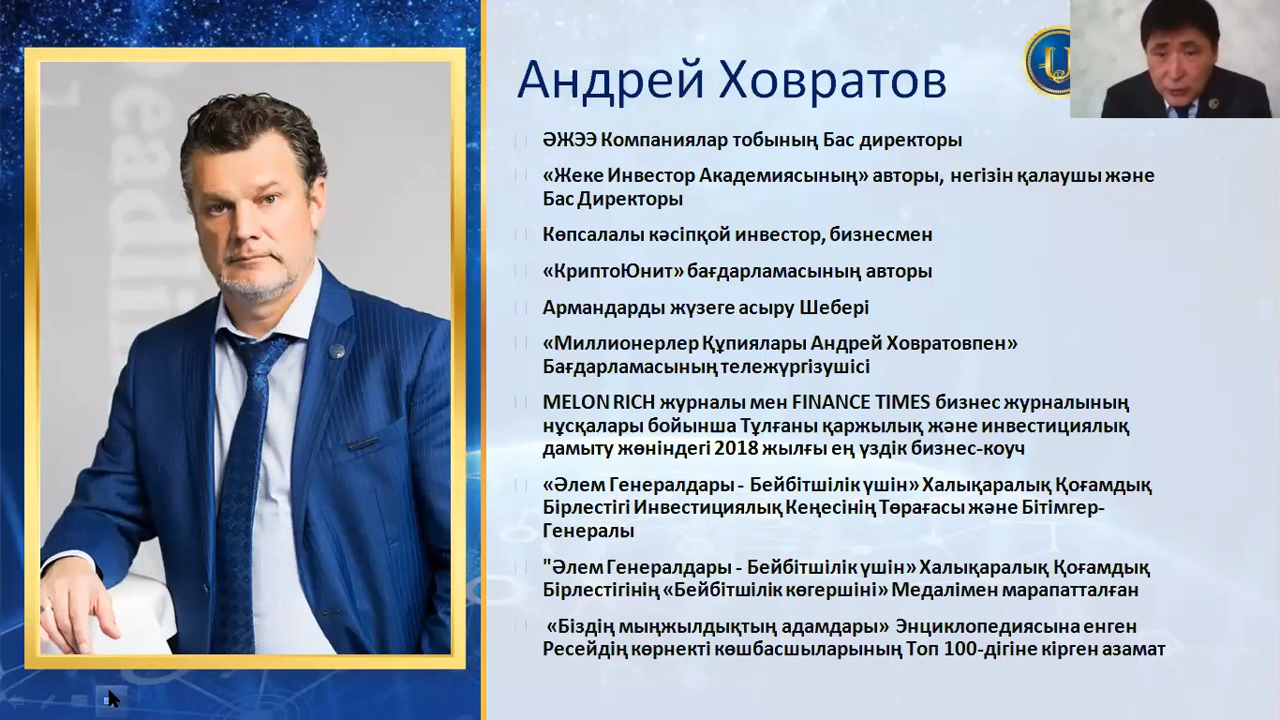 Андрей Ховратов
ӘЖЭЭ Компаниялар тобының Бас директоры
«Жеке Инвестор Академиясының» авторы, негізін қалаушы және
Бас Директоры
Көпсалалы кәсіпқой инвестор, бизнесмен
«КриптоЮнит» бағдарламасының авторы
Армандарды жүзеге асыру Шебері
«Миллионерлер Құпиялары Андрей Ховратовпен»
Бағдарламасының тележүргізушісі
MELON RICH журналы мен FINANCE TIMES бизнес журналының
нұсқалары бойынша Тұлғаны қаржылық және инвестициялық
дамыту жөніндегі 2018 жылғы ең үздік бизнес-коуч
«Әлем Генералдары - Бейбітшілік үшін» Халықаралық Қоғамдық
Бірлестігі Инвестициялық Кеңесінің Төрағасы және Бітімгер-
Генералы
"Әлем Генералдары - Бейбітшілік үшін» Халықаралық Қоғамдық
Бірлестігінің «Бейбітшілік көгершіні» Медалімен марапатталған
«Біздің мыңжылдықтың адамдары» Энциклопедиясына енген
Ресейдің көрнекті көшбасшыларының Топ 100-дігіне кірген азамат